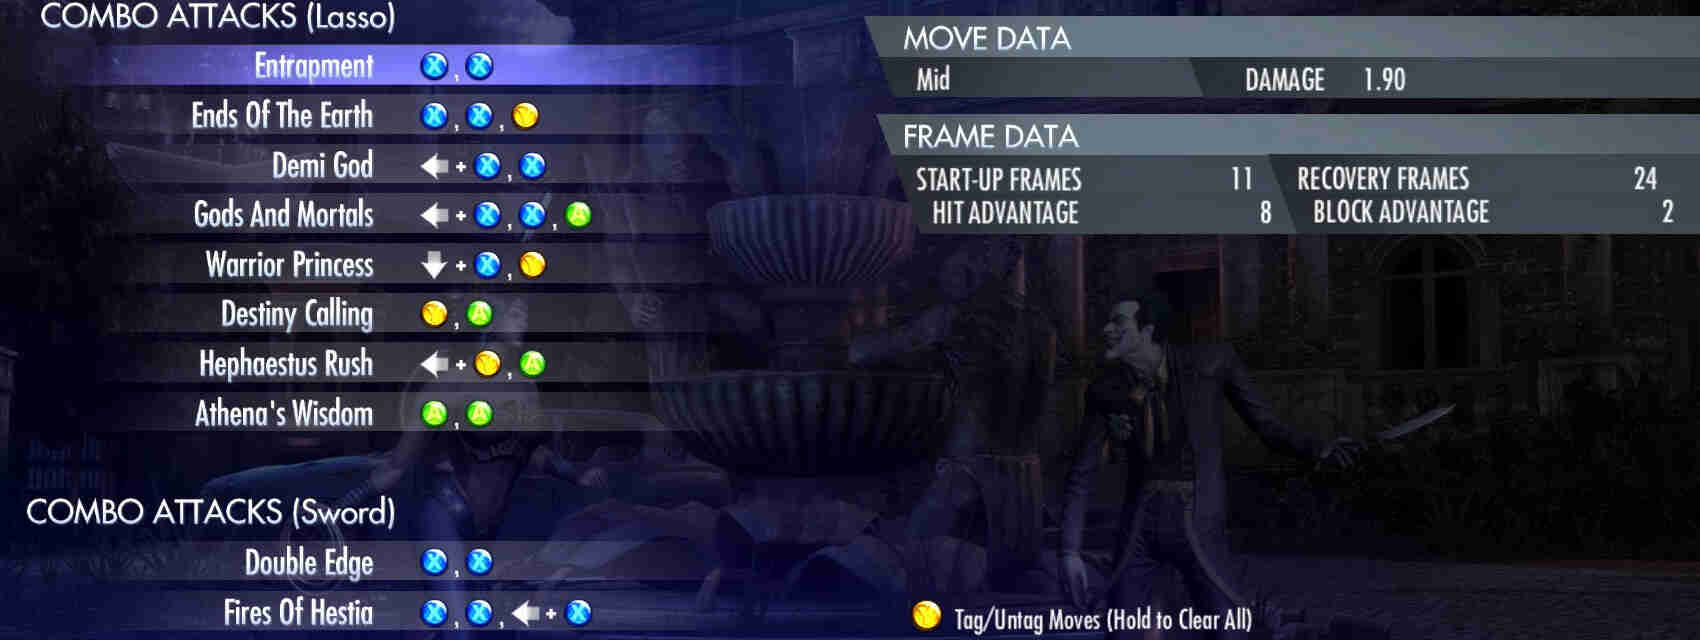 COMBO ATTACKS (Lasso)
Entrapment X , X
Ends Of The Earth X , X , Y
Demi God + X , X
Gods And Mortals + X , X , A
Warrior Princess + X , Y
Destiny Calling Y , A
Hephaestus Rush + Y , A
Athena's Wisdom A , A
COMBO ATTACKS (Sword)
Double Edge X , X
Fires Of Hestia X , X , + X
MOVE DATA
Mid DAMAGE 1.90
FRAME DATA
START-UP FRAMES 11 RECOVERY FRAMES 24
HIT ADVANTAGE 8 BLOCK ADVANTAGE 2
Y Tag/Untag Moves (Hold to Clear All)